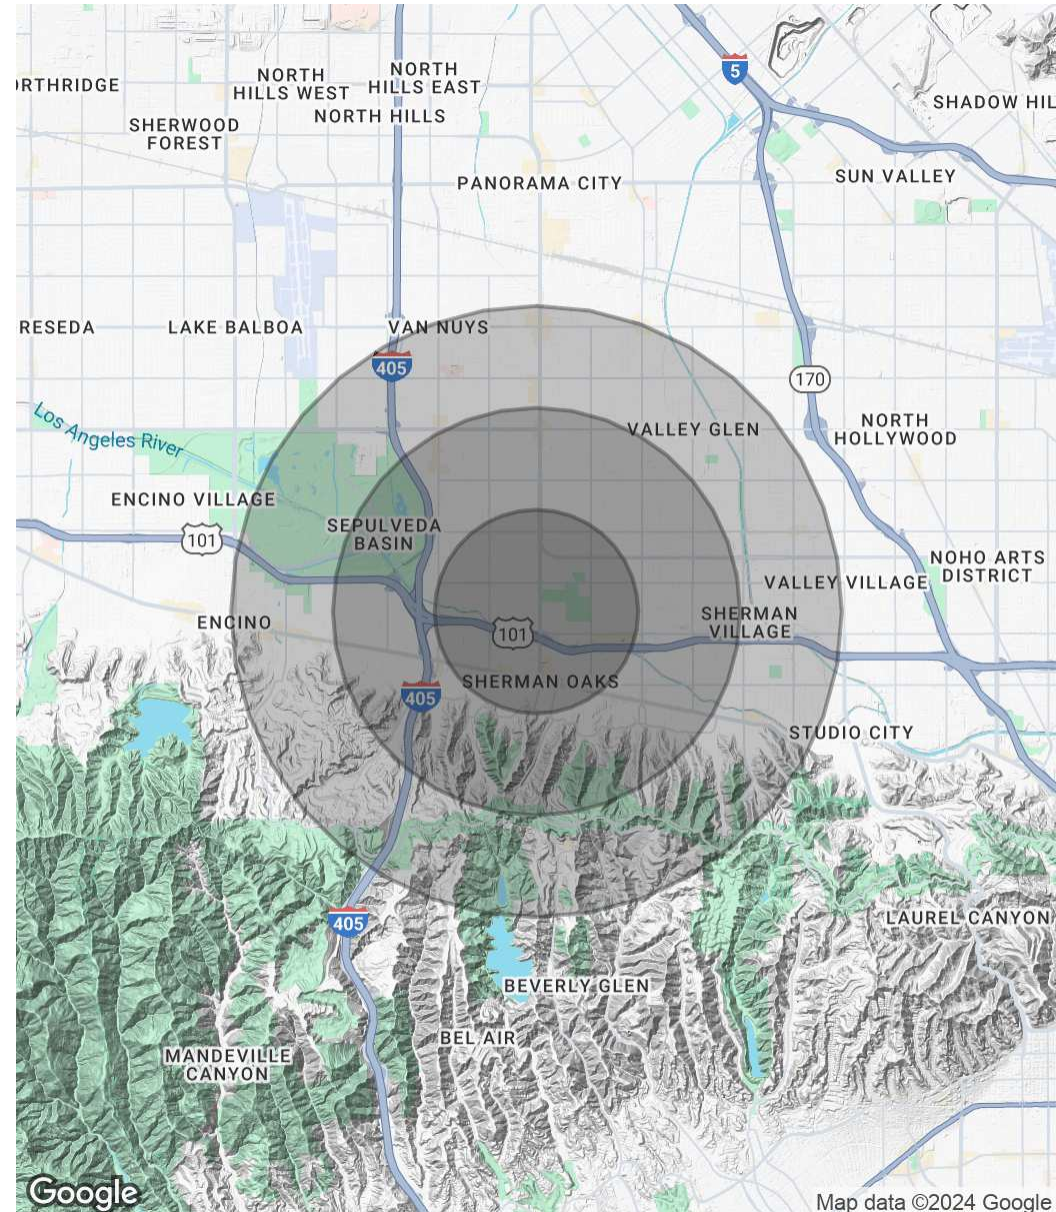 5
NORTH
HILLS WEST
NORTH
HILLS EAST
ORTHRIDGE
NORTH HILLS
SHADOW HIL
SHERWOOD
FOREST
PANORAMA CITY
SUN VALLEY
RESEDA
LAKE BALBOA
VAN NUYS
405
170
Los Angeles River
VALLEY GLEN
NORTH
HOLLYWOOD
ENCINO VILLAGE
SEPULVEDA
BASIN
101
NOHO ARTS
DISTRICT
VALLEY VILLAGE
ENCINO
SHERMAN
VILLAGE
101
SHERMAN OAKS
405
STUDIO CITY
405
LAUREL CANYON
BEVERLY GLEN
BEL AIR
MANDEVILLE
CANYON
Google
Map data ©2024 Google